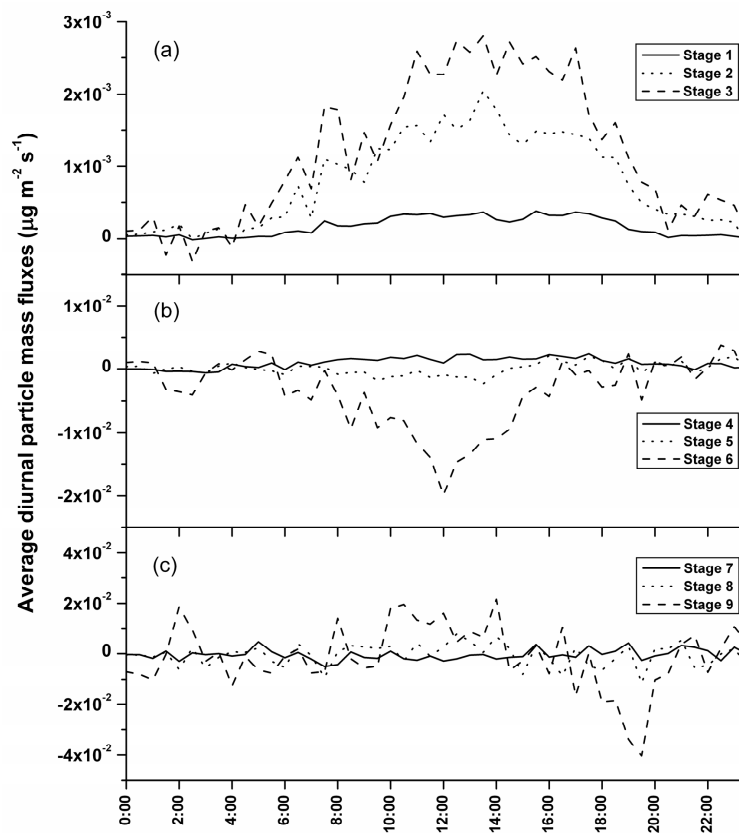 Average diurnal particle mass fluxes (µg m⁻² s⁻¹)
3x10⁻³
2x10⁻³
1x10⁻³
0
(a)
Stage 1
Stage 2
Stage 3
1x10⁻²
0
-1x10⁻²
-2x10⁻²
(b)
Stage 4
Stage 5
Stage 6
4x10⁻²
2x10⁻²
0
-2x10⁻²
-4x10⁻²
(c)
Stage 7
Stage 8
Stage 9
0:00
2:00
4:00
6:00
8:00
10:00
12:00
14:00
16:00
18:00
20:00
22:00